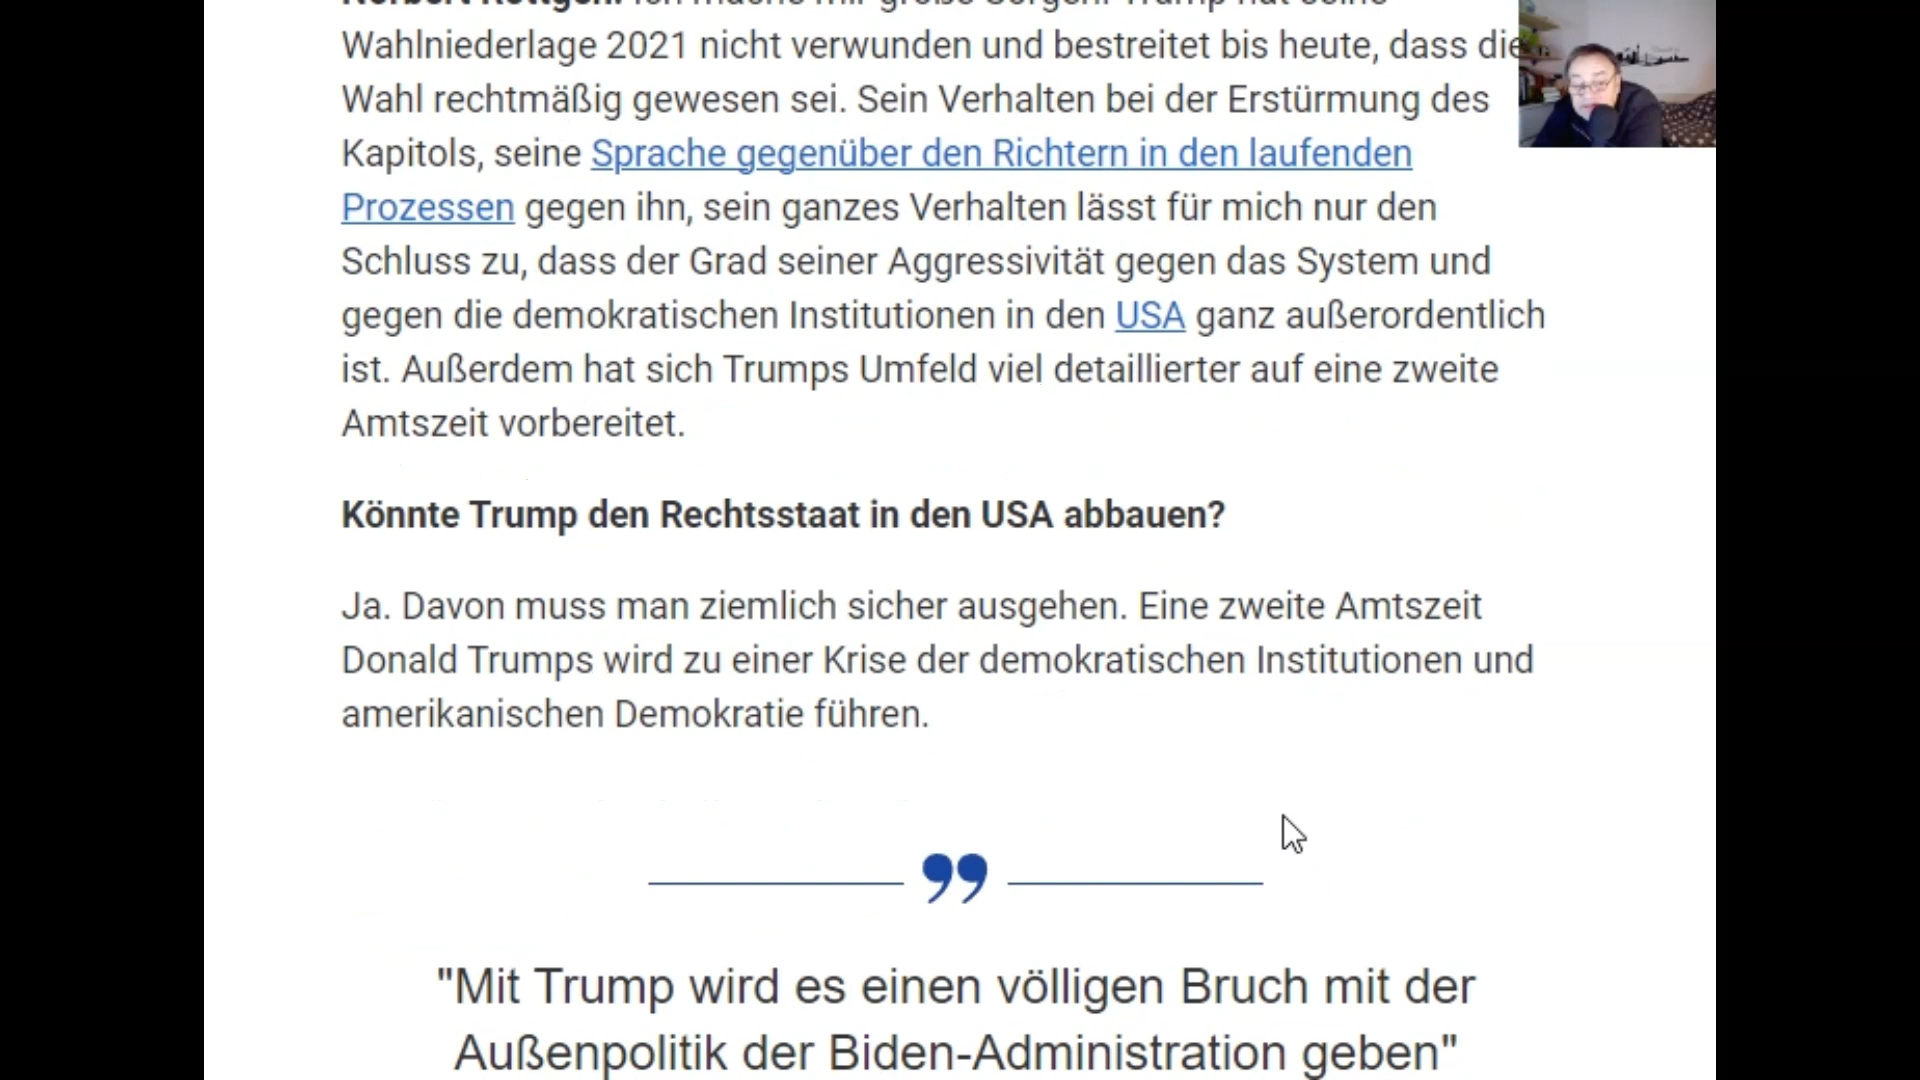 Norbert Röttgen: Ich mache mir große Sorgen. Trump hat seine
Wahlniederlage 2021 nicht verwunden und bestreitet bis heute, dass die
Wahl rechtmäßig gewesen sei. Sein Verhalten bei der Erstürmung des
Kapitols, seine Sprache gegenüber den Richtern in den laufenden
Prozessen gegen ihn, sein ganzes Verhalten lässt für mich nur den
Schluss zu, dass der Grad seiner Aggressivität gegen das System und
gegen die demokratischen Institutionen in den USA ganz außerordentlich
ist. Außerdem hat sich Trumps Umfeld viel detaillierter auf eine zweite
Amtszeit vorbereitet.
Könnte Trump den Rechtsstaat in den USA abbauen?
Ja. Davon muss man ziemlich sicher ausgehen. Eine zweite Amtszeit
Donald Trumps wird zu einer Krise der demokratischen Institutionen und
amerikanischen Demokratie führen.
"Mit Trump wird es einen völligen Bruch mit der
Außenpolitik der Biden-Administration geben"